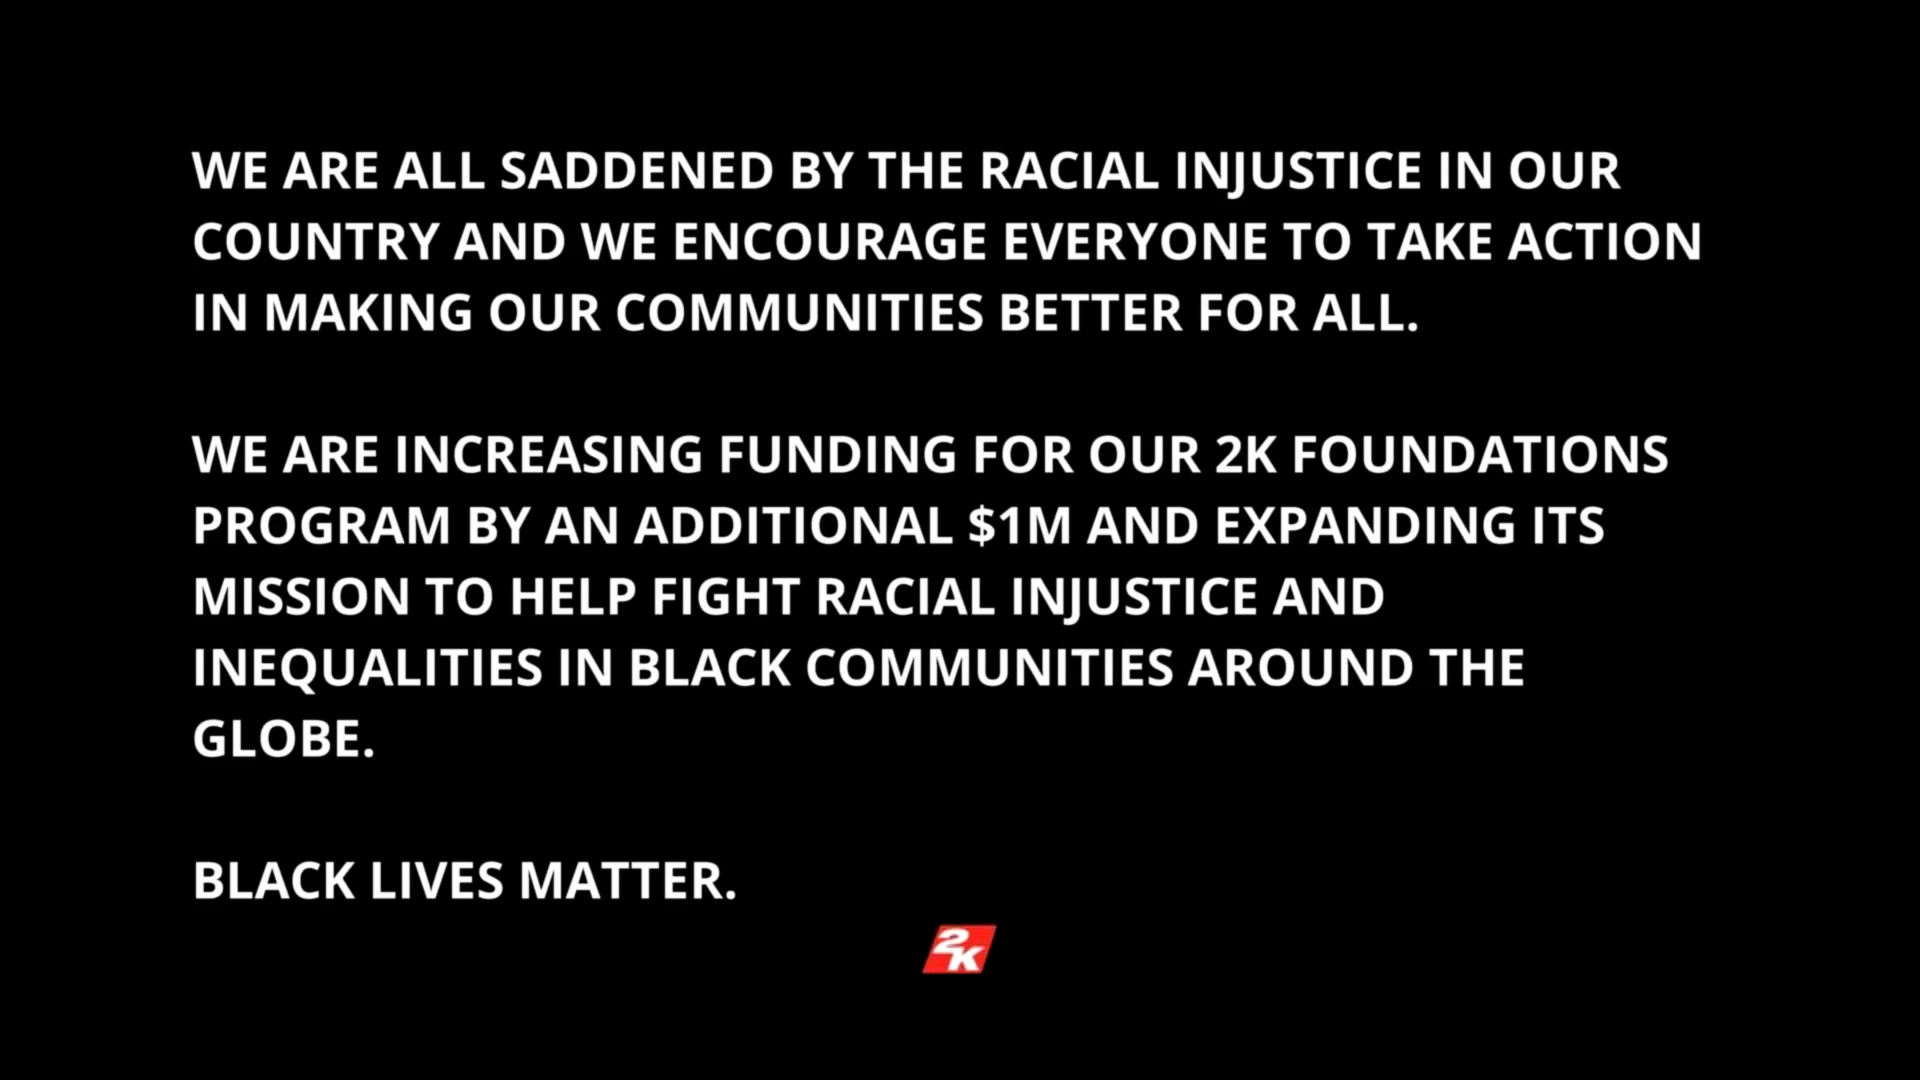 WE ARE ALL SADDENED BY THE RACIAL INJUSTICE IN OUR
COUNTRY AND WE ENCOURAGE EVERYONE TO TAKE ACTION
IN MAKING OUR COMMUNITIES BETTER FOR ALL.
WE ARE INCREASING FUNDING FOR OUR 2K FOUNDATIONS
PROGRAM BY AN ADDITIONAL $1M AND EXPANDING ITS
MISSION TO HELP FIGHT RACIAL INJUSTICE AND
INEQUALITIES IN BLACK COMMUNITIES AROUND THE
GLOBE.
BLACK LIVES MATTER.
2K